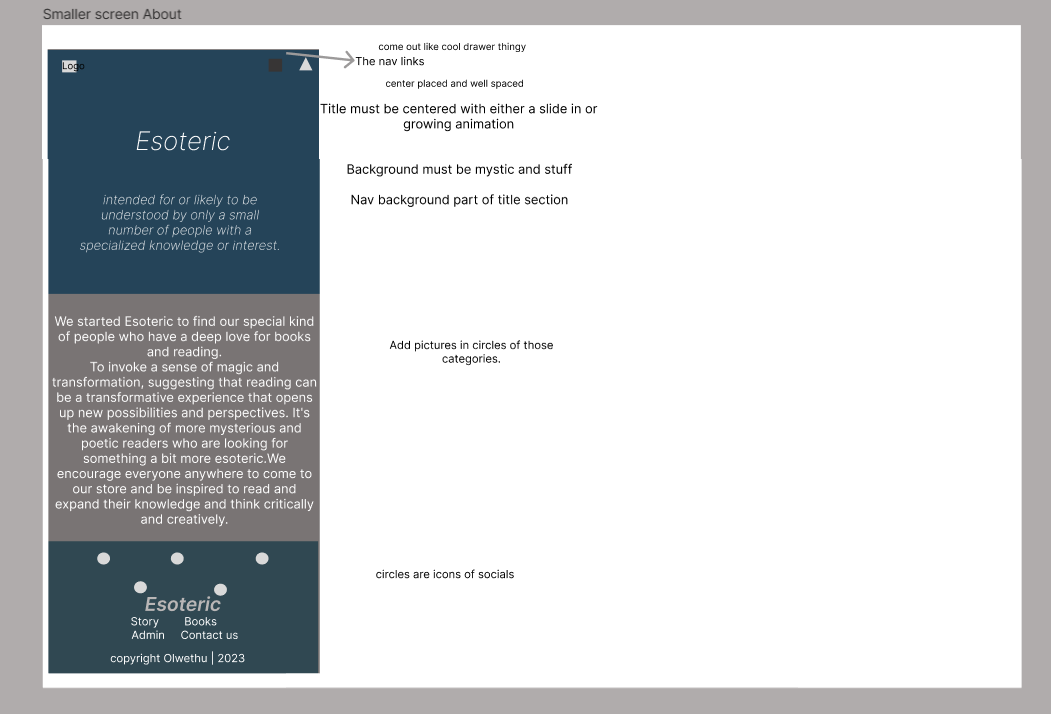 Smaller screen About
come out like cool drawer thingy
Logo
The nav links
center placed and well spaced
Title must be centered with either a slide in or
growing animation
Esoteric
Background must be mystic and stuff
Nav background part of title section
intended for or likely to be
understood by only a small
number of people with a
specialized knowledge or interest.
We started Esoteric to find our special kind
of people who have a deep love for books
and reading.
To invoke a sense of magic and
transformation, suggesting that reading can
be a transformative experience that opens
up new possibilities and perspectives. It's
the awakening of more mysterious and
poetic readers who are looking for
something a bit more esoteric.We
encourage everyone anywhere to come to
our store and be inspired to read and
expand their knowledge and think critically
and creatively.
Add pictures in circles of those
categories.
circles are icons of socials
Esoteric
Story Books
Admin Contact us
copyright Olwethu | 2023